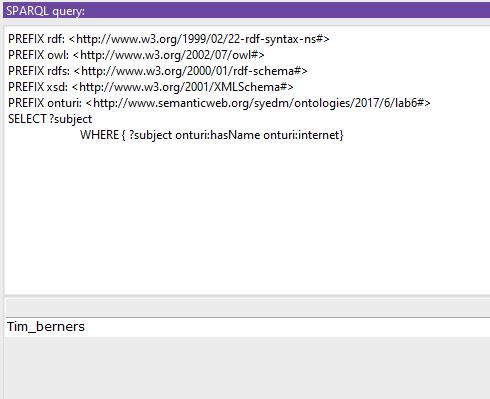 SPARQL query:
PREFIX rdf: <http://www.w3.org/1999/02/22-rdf-syntax-ns#>
PREFIX owl: <http://www.w3.org/2002/07/owl#>
PREFIX rdfs: <http://www.w3.org/2000/01/rdf-schema#>
PREFIX xsd: <http://www.w3.org/2001/XMLSchema#>
PREFIX onturi: <http://www.semanticweb.org/syedm/ontologies/2017/6/lab6#>
SELECT ?subject
WHERE { ?subject onturi:hasName onturi:internet}
Tim_berners